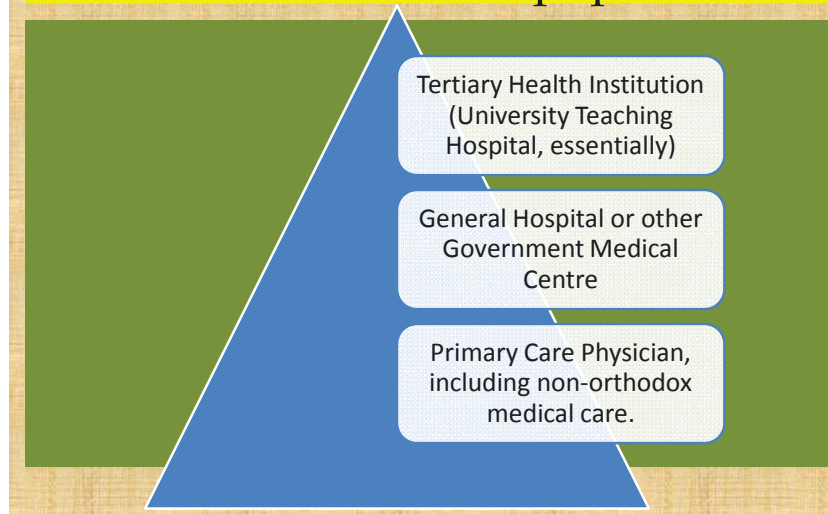 Tertiary Health Institution
(University Teaching
Hospital, essentially)
General Hospital or other
Government Medical
Centre
Primary Care Physician,
including non-orthodox
medical care.